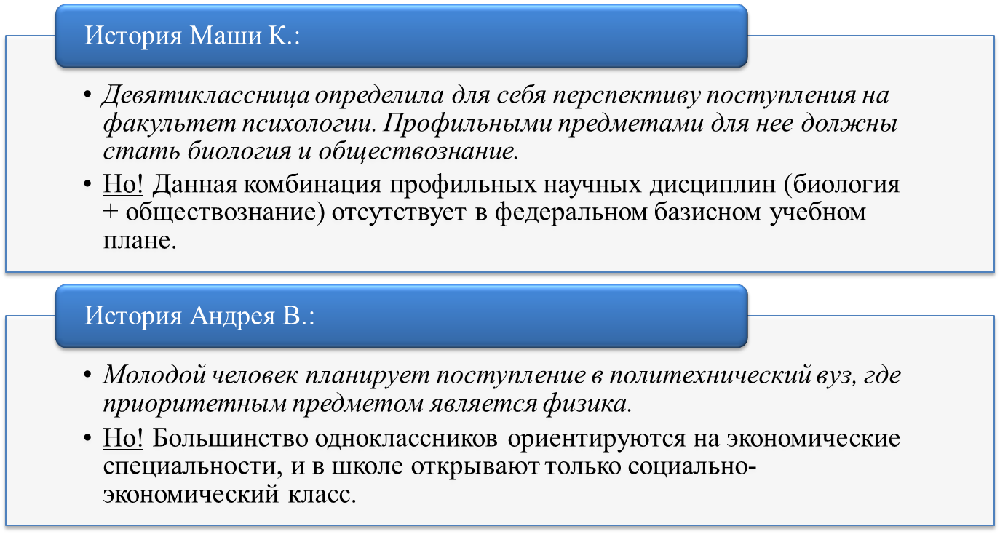 История Маши К.:
• Девятиклассница определила для себя перспективу поступления на
факультет психологии. Профильными предметами для нее должны
стать биология и обществознание.
• Но! Данная комбинация профильных научных дисциплин (биология
+ обществознание) отсутствует в федеральном базисном учебном
плане.
История Андрея В.:
• Молодой человек планирует поступление в политехнический вуз, где
приоритетным предметом является физика.
• Но! Большинство одноклассников ориентируются на экономические
специальности, и в школе открывают только социально-
экономический класс.